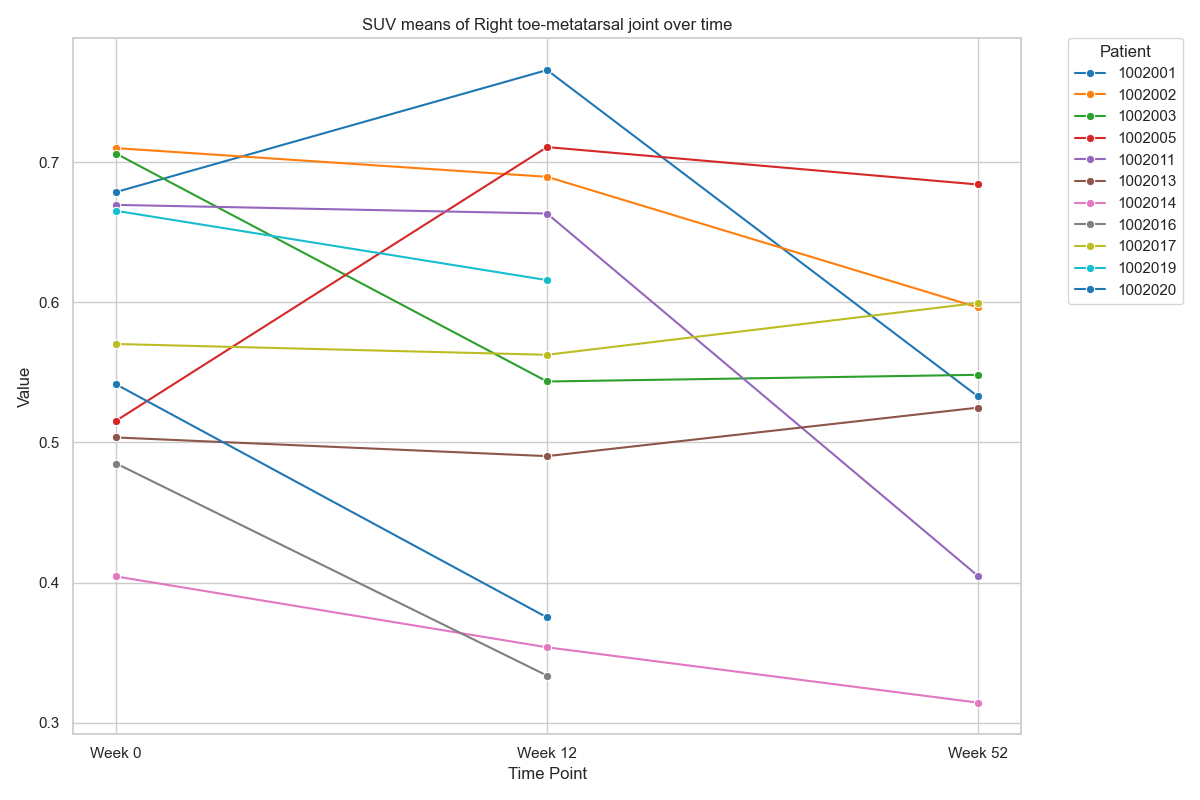 SUV means of Right toe-metatarsal joint over time
Patient
1002001
1002002
1002003
1002005
1002011
1002013
1002014
1002016
1002017
1002019
1002020
Value
0.7
0.6
0.5
0.4
0.3
Week 0
Week 12
Week 52
Time Point